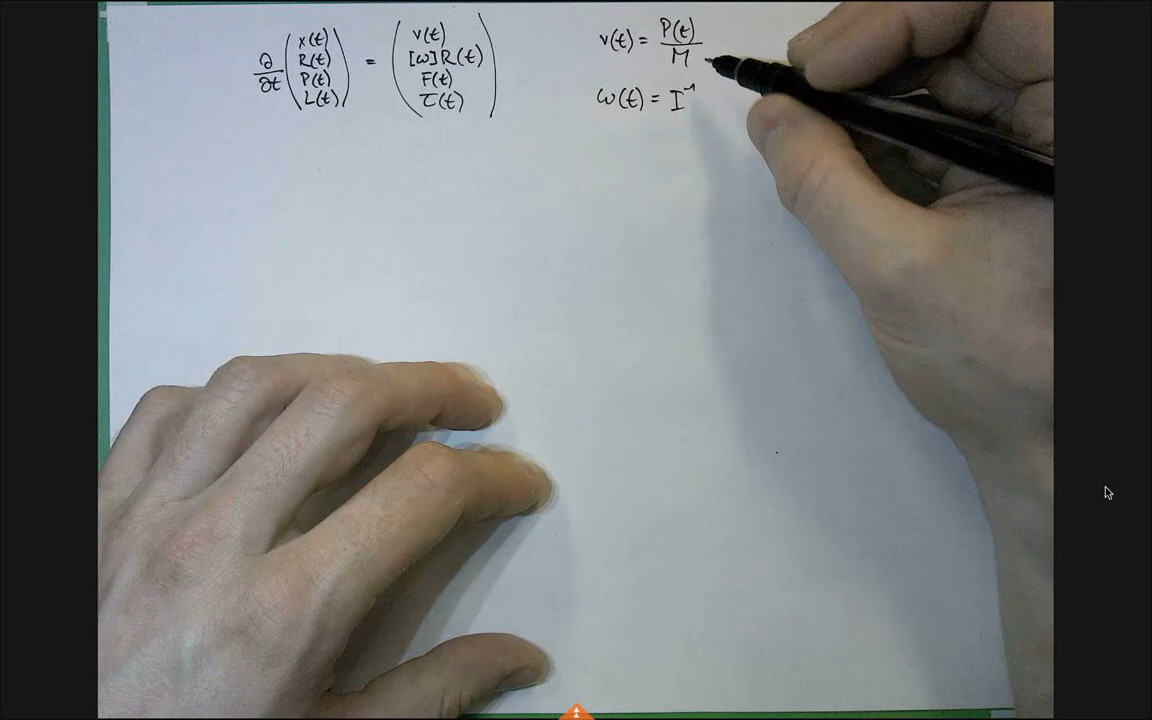 ∂/∂t (x(t) R(t) P(t) L(t)) = (v(t) [ω]R(t) F(t) τ(t))
v(t) = P(t)/M
ω(t) = I⁻¹